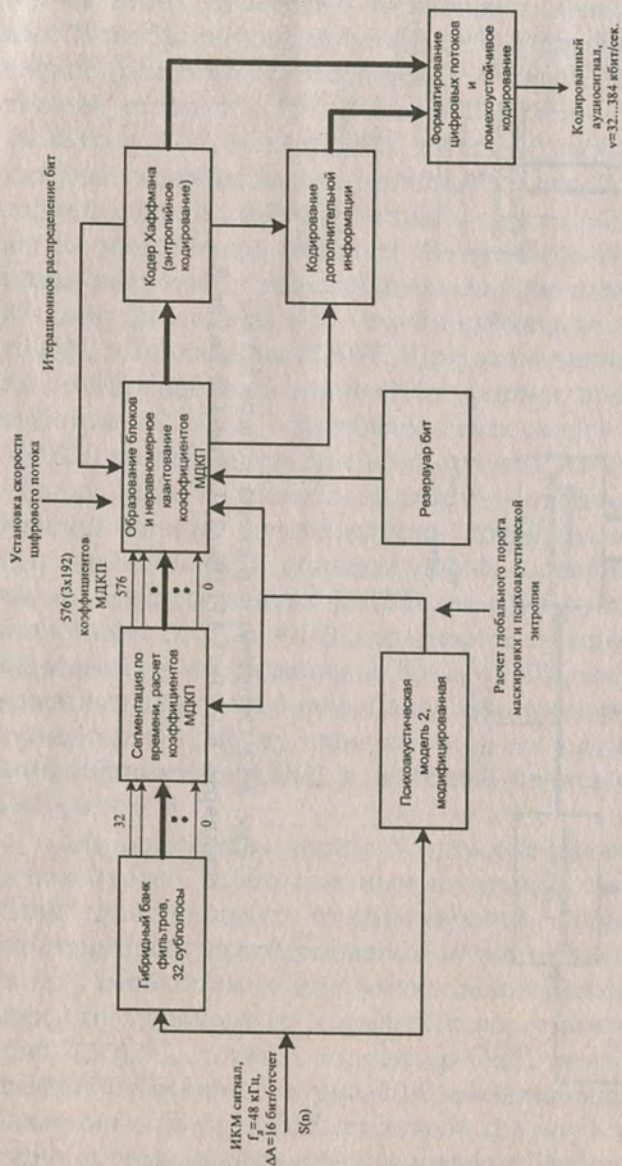 ИКМ сигнал,
fд=48 кГц,
ΔA=16 бит/отсчет
S(n)
Гибридный банк
фильтров,
32 субполосы
32
0
Сегментация по
времени, расчет
коэффициентов
МДКП
576 (3x192)
коэффициентов
МДКП
576
0
Установка скорости
цифрового потока
Образование блоков
и неравномерное
квантование
коэффициентов
МДКП
Итерационное распределение бит
Кодер Хаффмана
(энтропийное
кодирование)
Кодирование
дополнительной
информации
Форматирование
цифровых потоков
и
помехоустойчивое
кодирование
Кодированный
аудиосигнал,
v=32....384 кбит/сек.
Психоакустическая
модель 2,
модифицированная
Расчет глобального порога
маскировки и психоакустической
энтропии
Резервуар бит